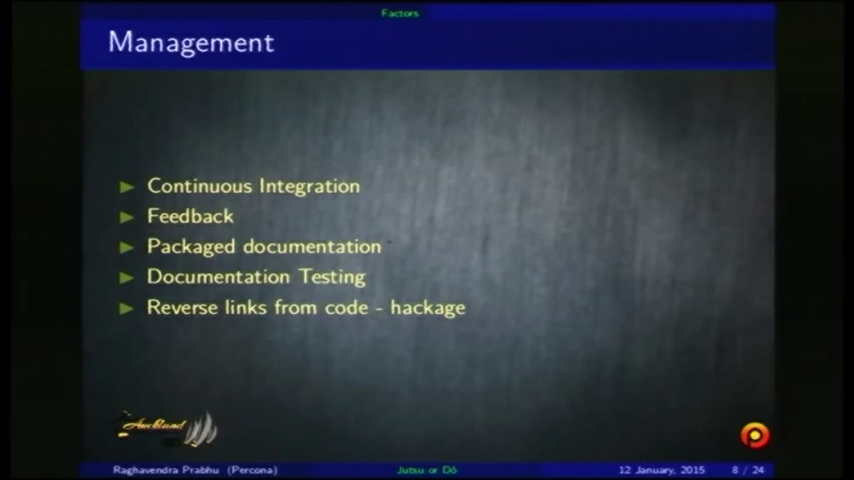 Factors
Management
Continuous Integration
Feedback
Packaged documentation
Documentation Testing
Reverse links from code - hackage
Auckland
Raghavendra Prabhu (Percona)
Jutsu or Dō
12 January, 2015
8 / 24